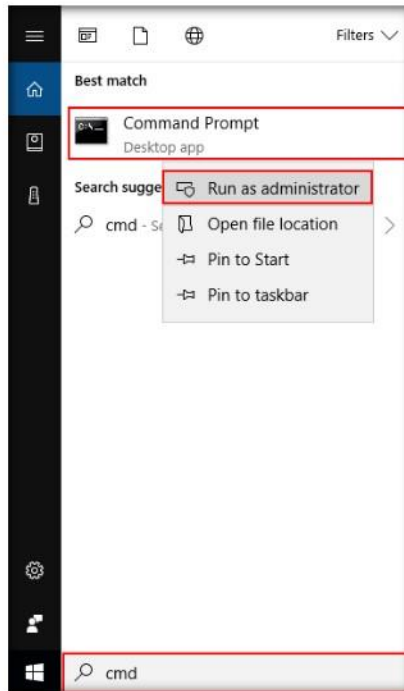 Filters
Best match
C:\_
Command Prompt
Desktop app
Run as administrator
Search sugge
Open file location
cmd - Se
Pin to Start
Pin to taskbar
cmd